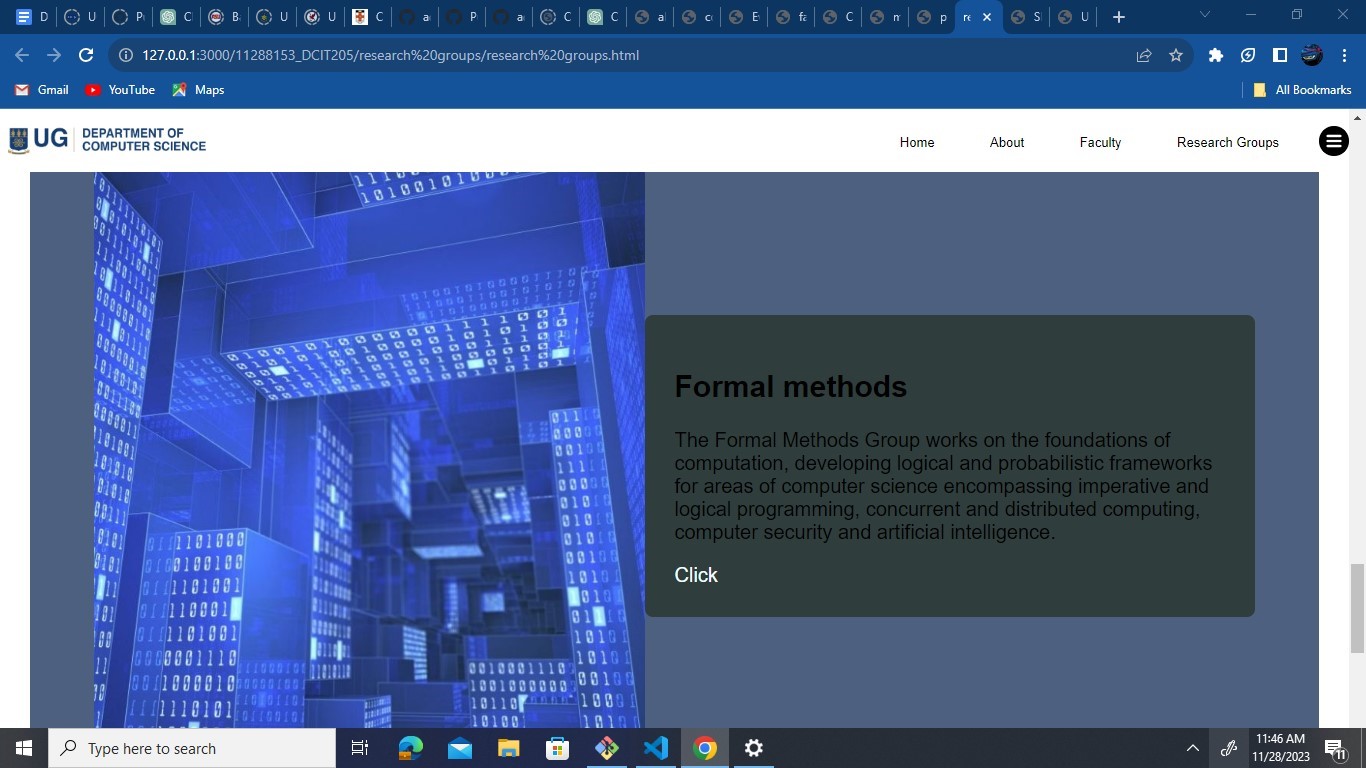 127.0.0.1:3000/11288153_DCIT205/research%20groups/research%20groups.html
Gmail YouTube Maps All Bookmarks
UG DEPARTMENT OF
COMPUTER SCIENCE
Home About Faculty Research Groups
Formal methods
The Formal Methods Group works on the foundations of
computation, developing logical and probabilistic frameworks
for areas of computer science encompassing imperative and
logical programming, concurrent and distributed computing,
computer security and artificial intelligence.
Click
Type here to search
11:46 AM
11/28/2023
11